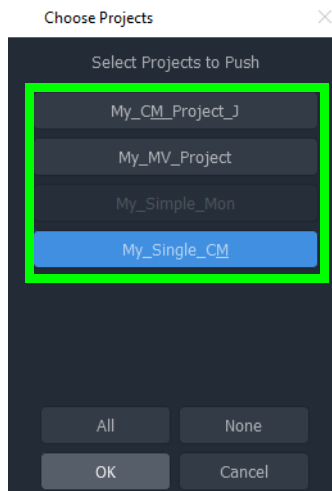 Choose Projects
Select Projects to Push
My_CM_Project_J
My_MV_Project
My_Simple_Mon
My_Single_CM
All None
OK Cancel